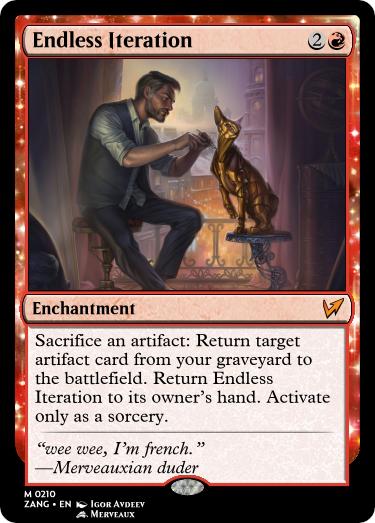 Endless Iteration 2
Enchantment
Sacrifice an artifact: Return target
artifact card from your graveyard to
the battlefield. Return Endless
Iteration to its owner's hand. Activate
only as a sorcery.
“wee wee, I'm french.”
—Merveauxian duder
M 0210
ZANG • EN Igor Avdeev
Merveaux